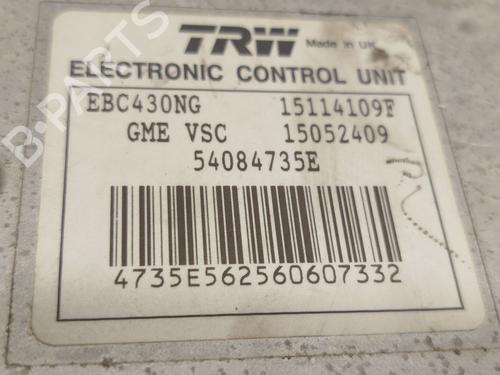 B-PARTS
TRW Made in UK
ELECTRONIC CONTROL UNIT
EBC430NG 15114109F
GME VSC 15052409
54084735E
4735E562560607332